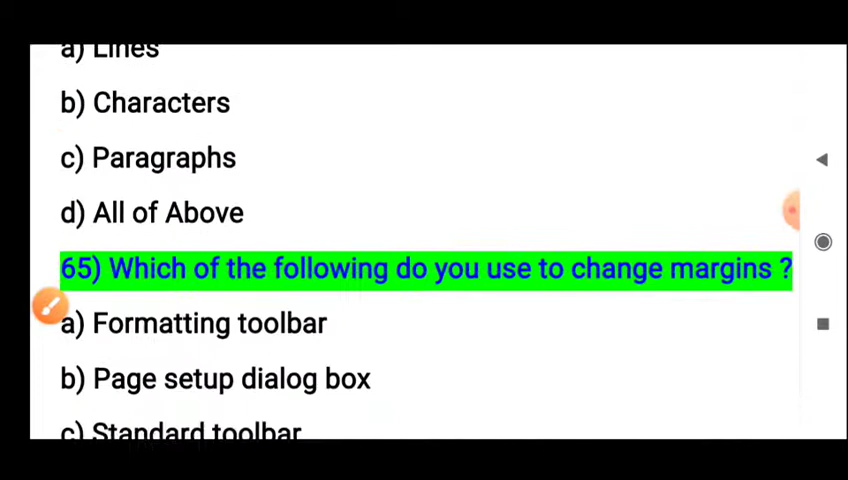 a) Lines
b) Characters
c) Paragraphs
d) All of Above
65) Which of the following do you use to change margins ?
a) Formatting toolbar
b) Page setup dialog box
c) Standard toolbar